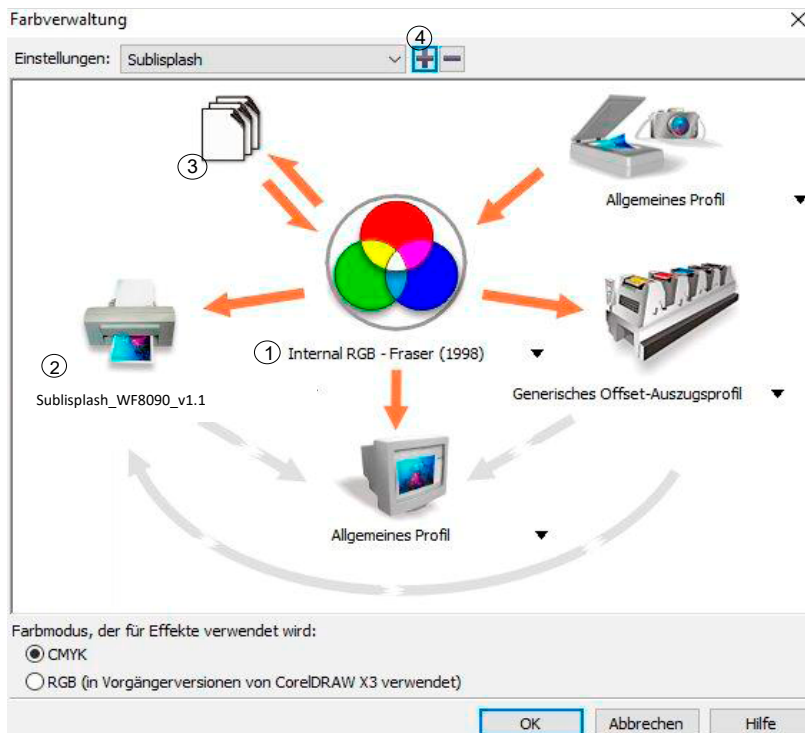 Farbverwaltung
Einstellungen: Sublisplash
4
3
Allgemeines Profil
1 Internal RGB - Fraser (1998)
2
Sublisplash_WF8090_v1.1
Generisches Offset-Auszugsprofil
Allgemeines Profil
Farbmodus, der für Effekte verwendet wird:
CMYK
RGB (in Vorgängerversionen von CorelDRAW X3 verwendet)
OK Abbrechen Hilfe